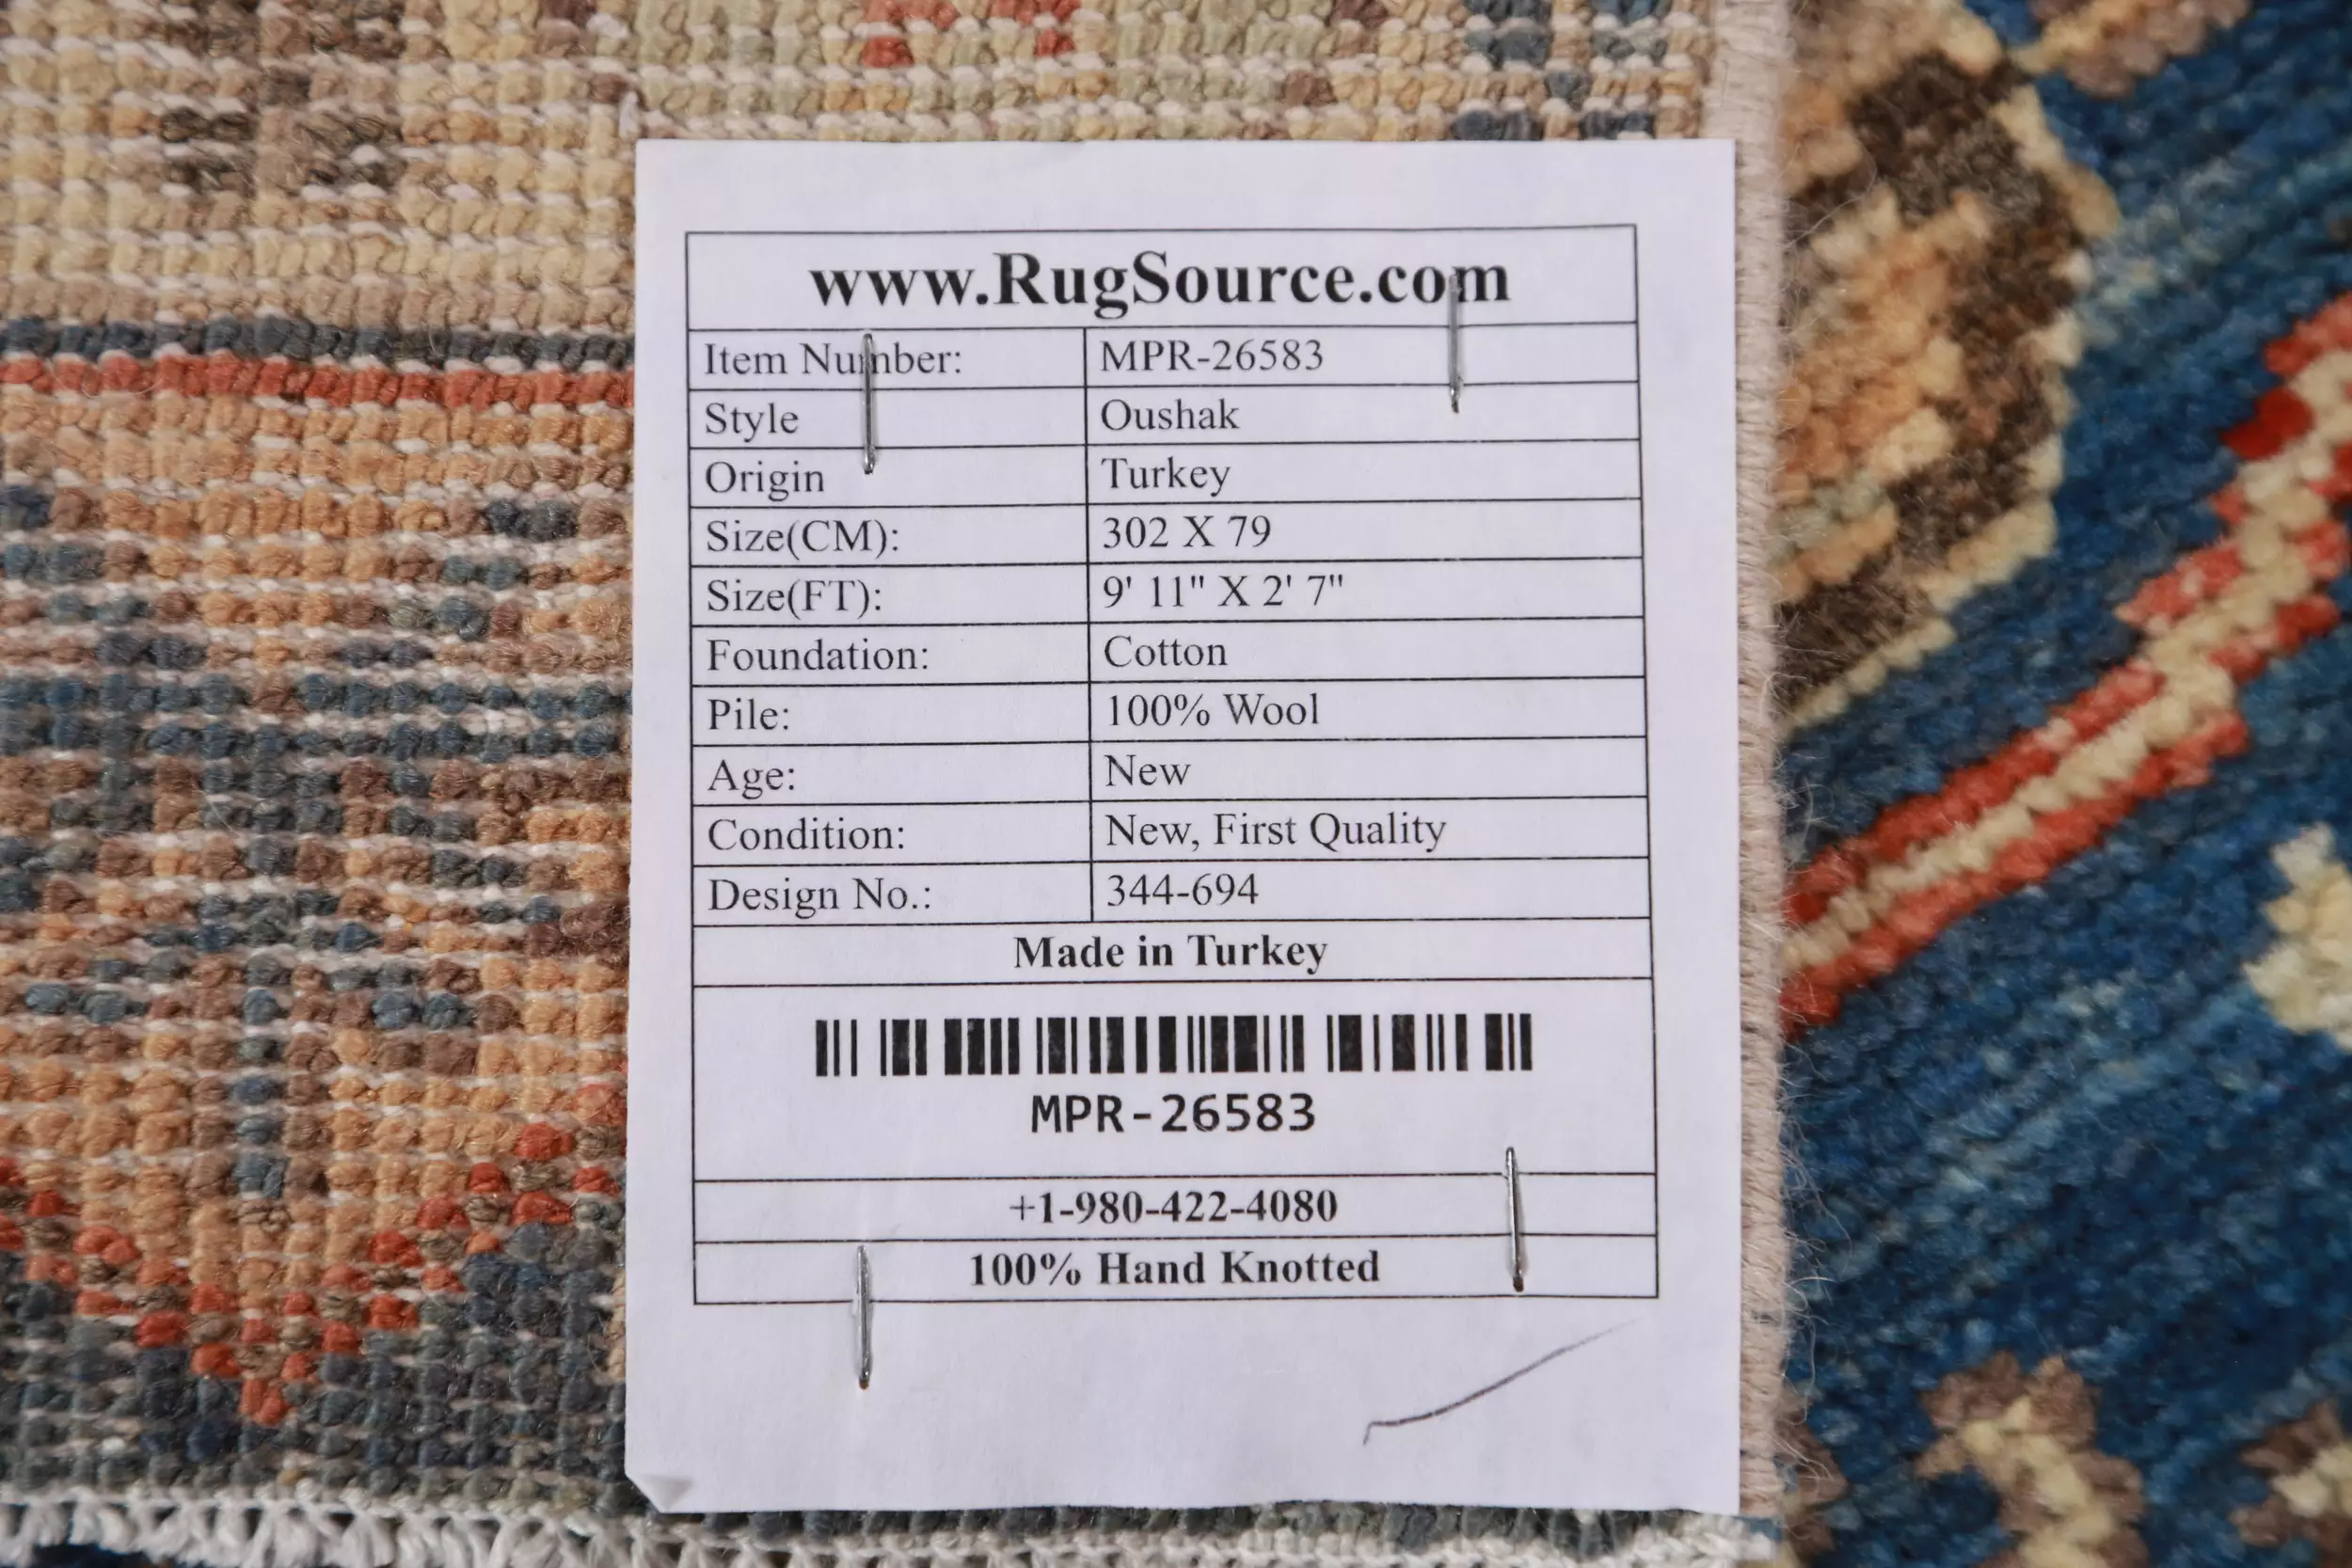 www.RugSource.com
Item Number: MPR-26583
Style Oushak
Origin Turkey
Size(CM): 302 X 79
Size(FT): 9' 11" X 2' 7"
Foundation: Cotton
Pile: 100% Wool
Age: New
Condition: New, First Quality
Design No.: 344-694
Made in Turkey
MPR-26583
+1-980-422-4080
100% Hand Knotted